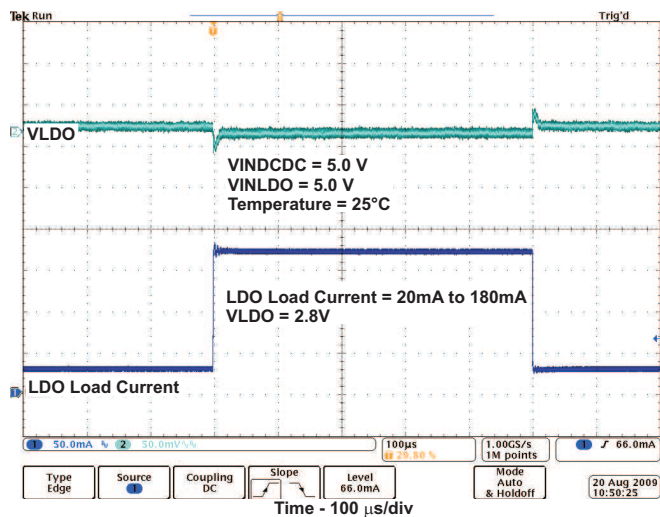 Tek Run
Trig'd
T
2
VLDO
VINDCDC = 5.0 V
VINLDO = 5.0 V
Temperature = 25°C
LDO Load Current = 20mA to 180mA
VLDO = 2.8V
1
LDO Load Current
1 50.0mA 2 50.0mV
100µs
T 29.80 %
1.00GS/s
1M points
1 66.0mA
Type
Edge
Source
1
Coupling
DC
Slope
Level
66.0mA
Mode
Auto
& Holdoff
20 Aug 2009
10:50:25
Time - 100 µs/div